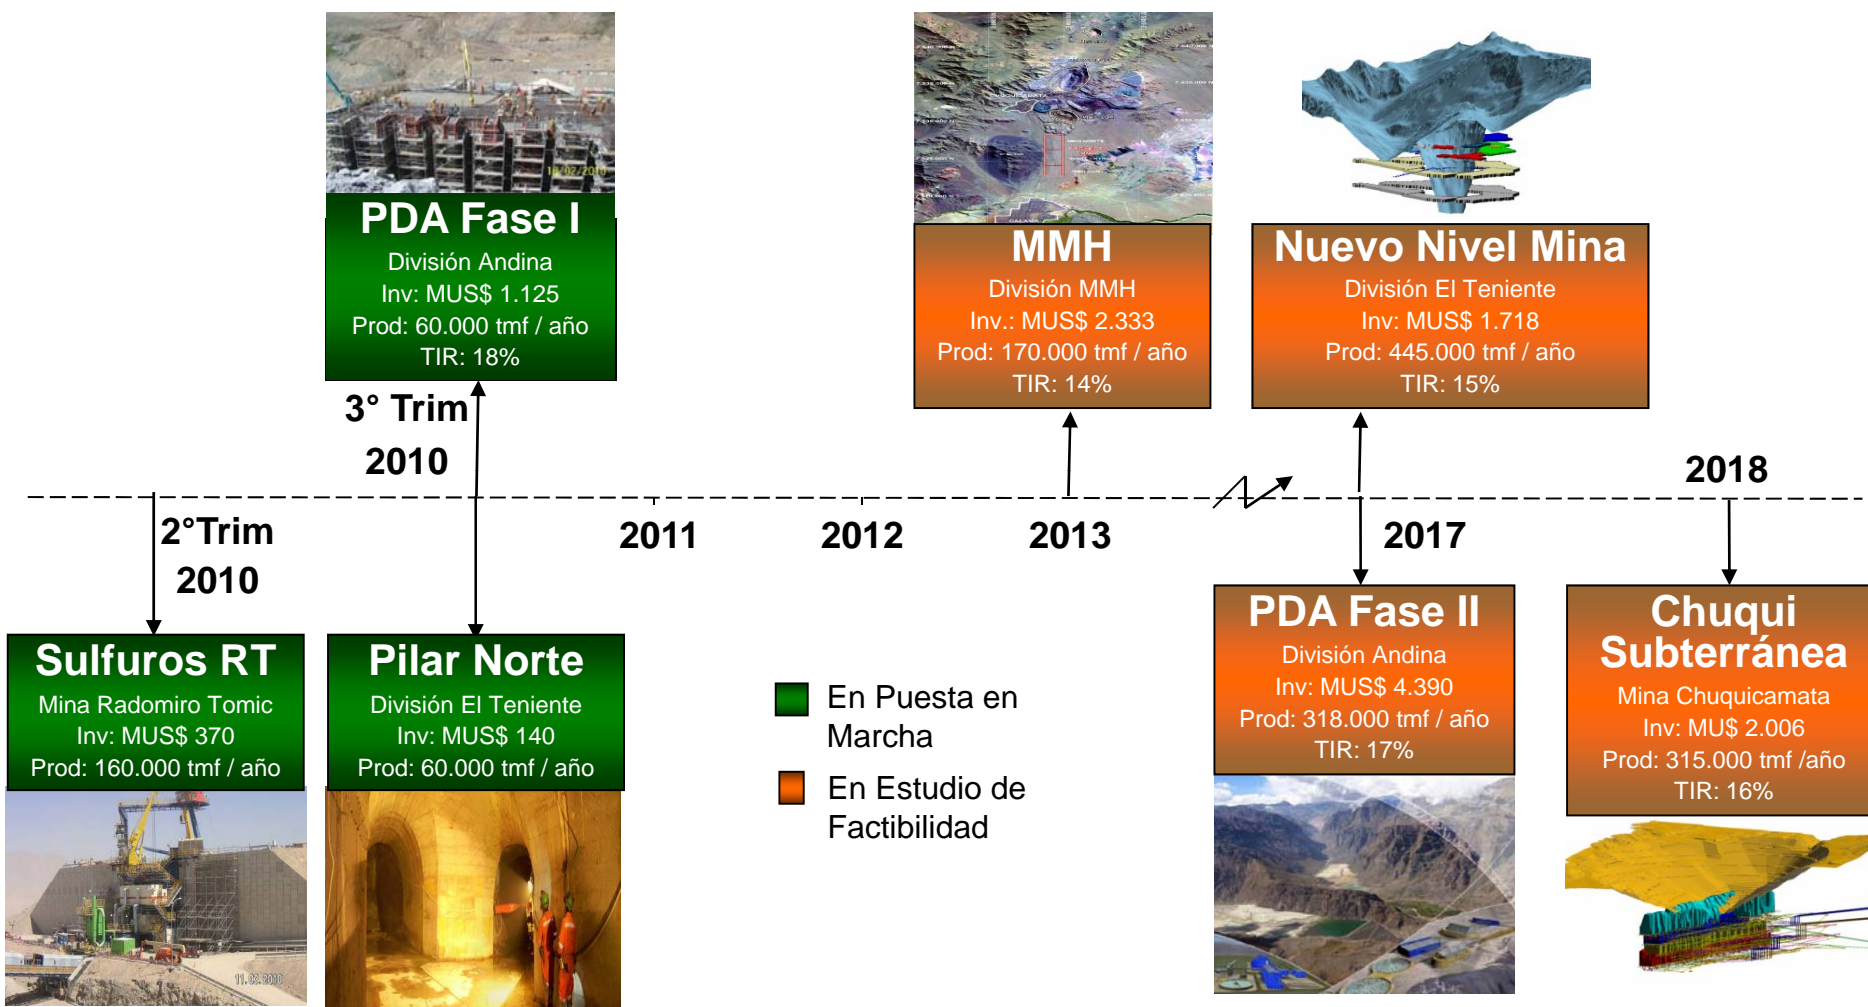 18/02/2010
PDA Fase I
División Andina
Inv: MUS$ 1.125
Prod: 60.000 tmf / año
TIR: 18%
MMH
División MMH
Inv.: MUS$ 2.333
Prod: 170.000 tmf / año
TIR: 14%
Nuevo Nivel Mina
División El Teniente
Inv: MUS$ 1.718
Prod: 445.000 tmf / año
TIR: 15%
3° Trim
2010
2018
2°Trim
2010
2011
2012
2013
2017
Sulfuros RT
Mina Radomiro Tomic
Inv: MUS$ 370
Prod: 160.000 tmf / año
Pilar Norte
División El Teniente
Inv: MUS$ 140
Prod: 60.000 tmf / año
En Puesta en
Marcha
En Estudio de
Factibilidad
PDA Fase II
División Andina
Inv: MUS$ 4.390
Prod: 318.000 tmf / año
TIR: 17%
Chuqui
Subterránea
Mina Chuquicamata
Inv: MU$ 2.006
Prod: 315.000 tmf /año
TIR: 16%